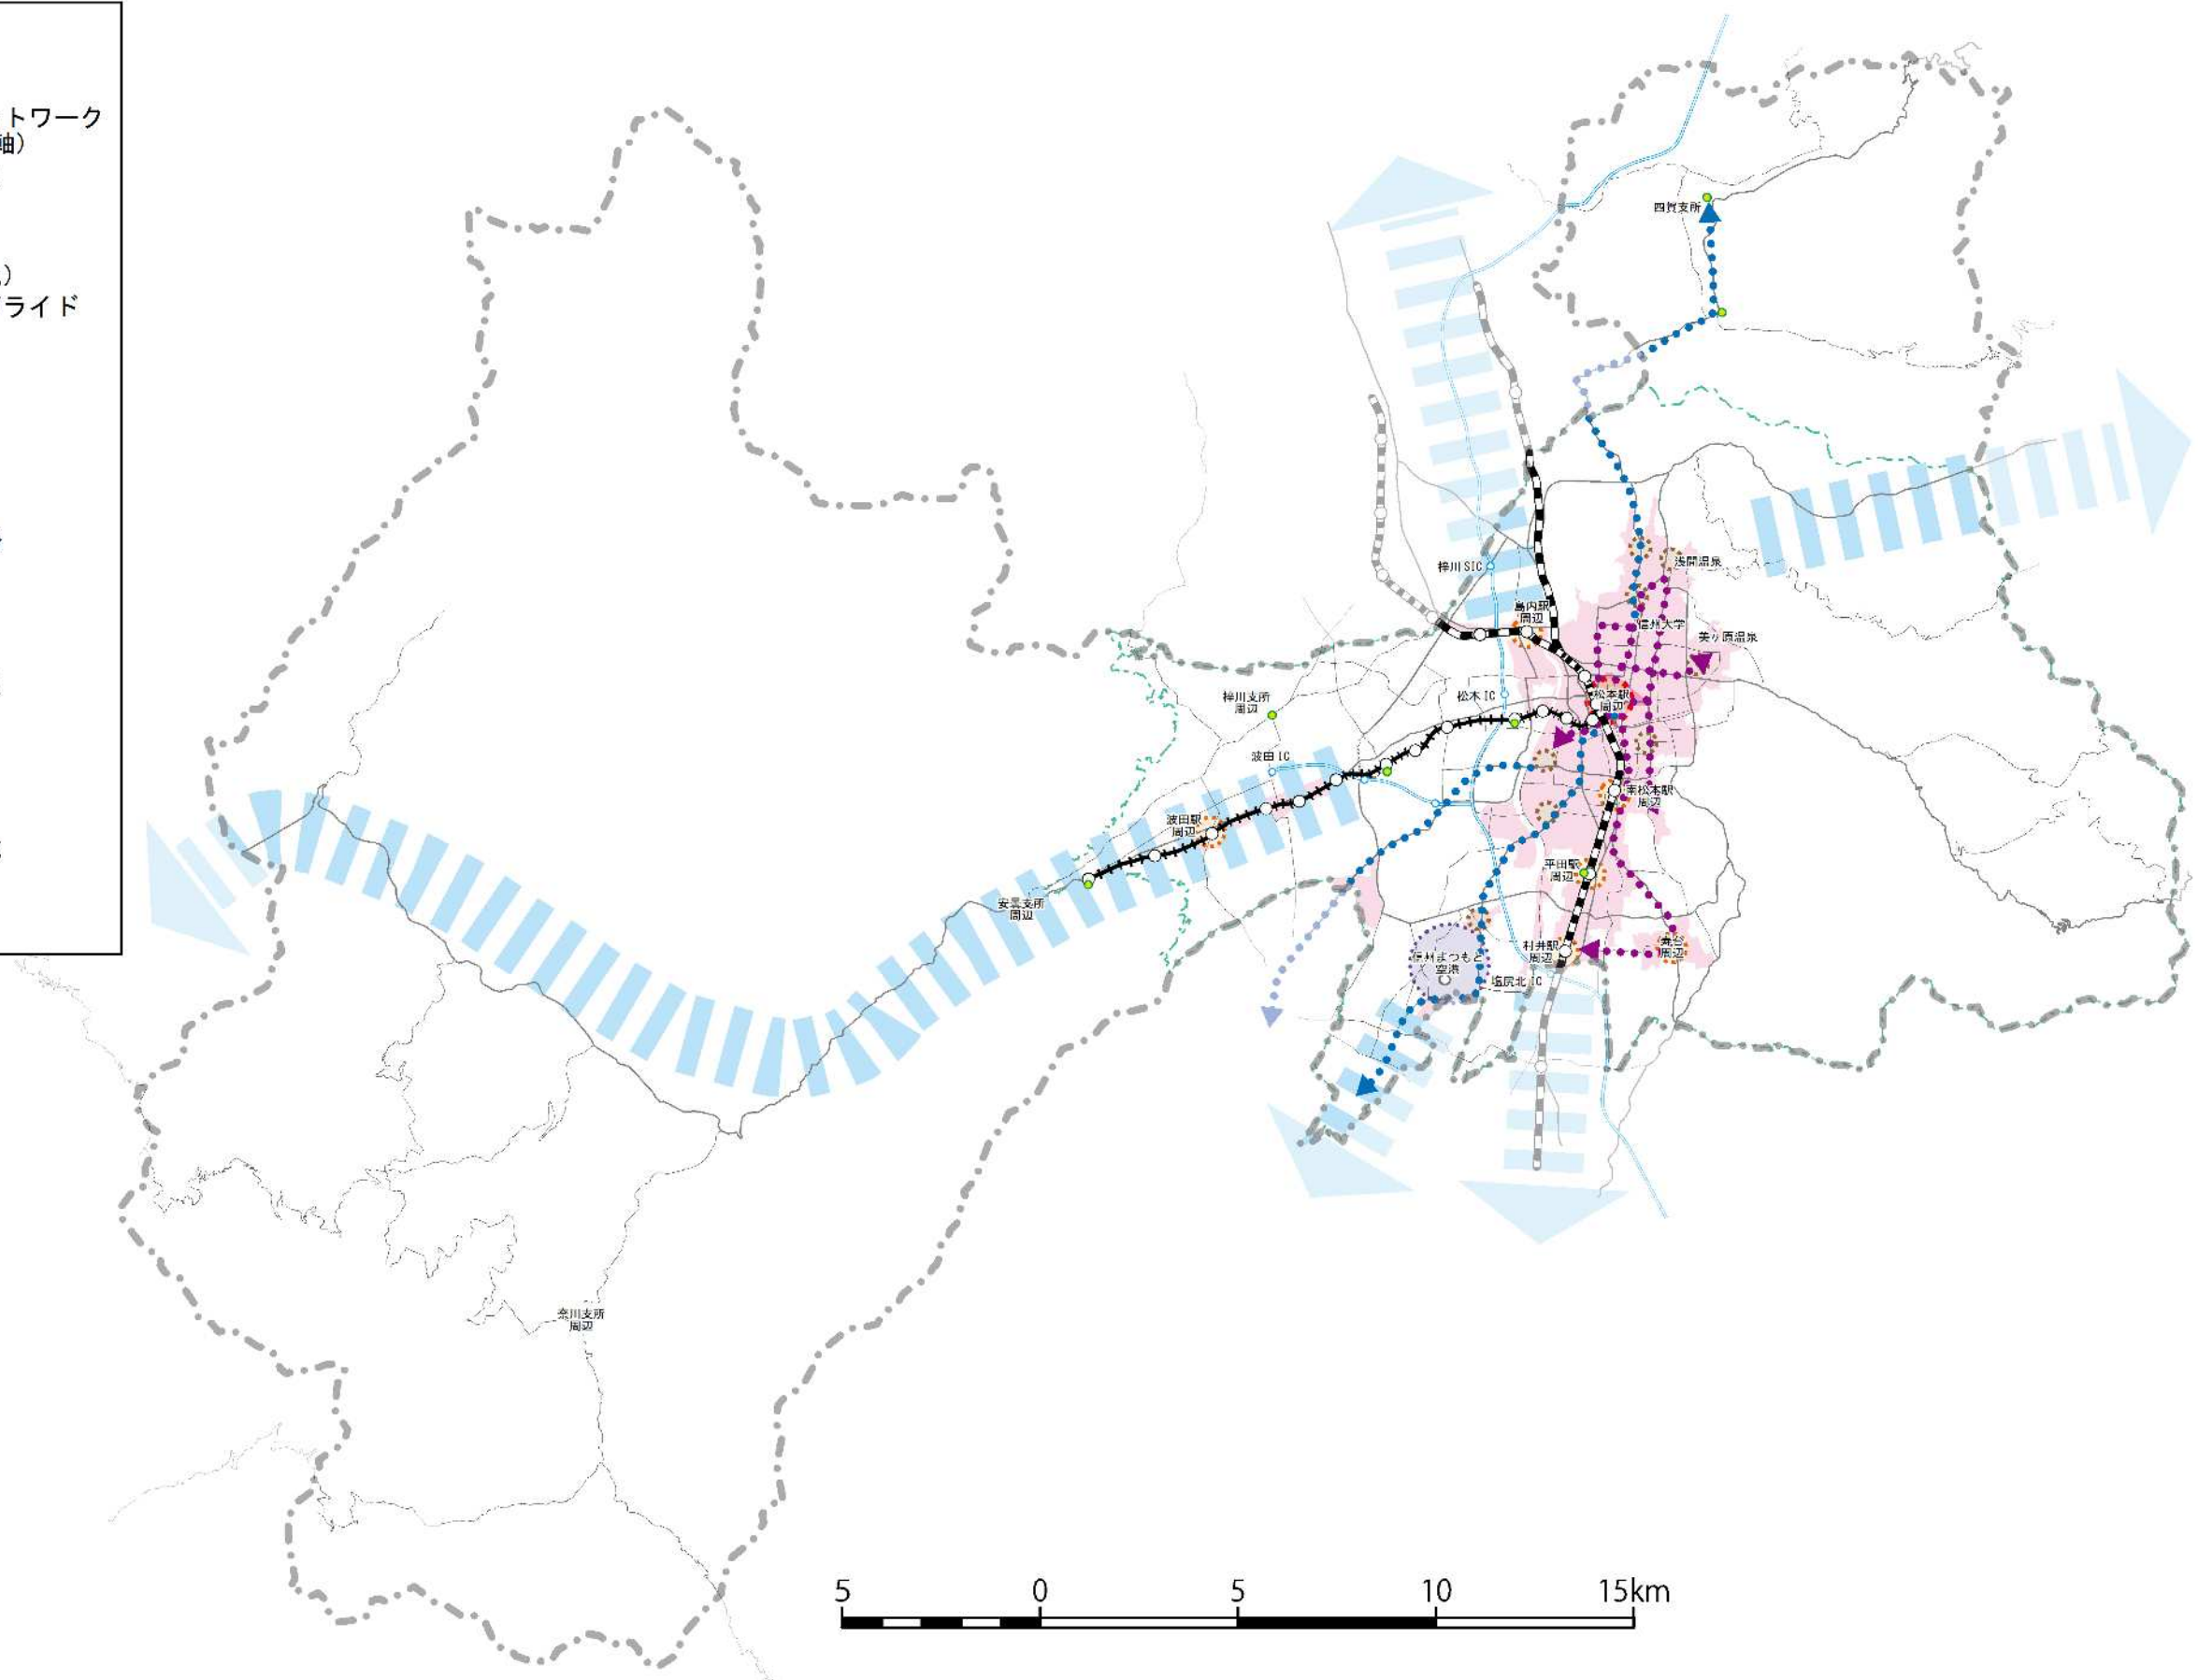 トワーク
軸）
）
ライド
四賀支所
梓川SIC
浅間温泉
島内駅
周辺
信州大学
美ヶ原温泉
梓川支所
周辺
松本IC
松本駅
周辺
波田IC
南松本駅
周辺
波田駅
周辺
平田駅
周辺
安曇支所
周辺
村井駅
周辺
寿台
周辺
信州まつもと
空港
塩尻北IC
奈川支所
周辺
5 0 5 10 15km